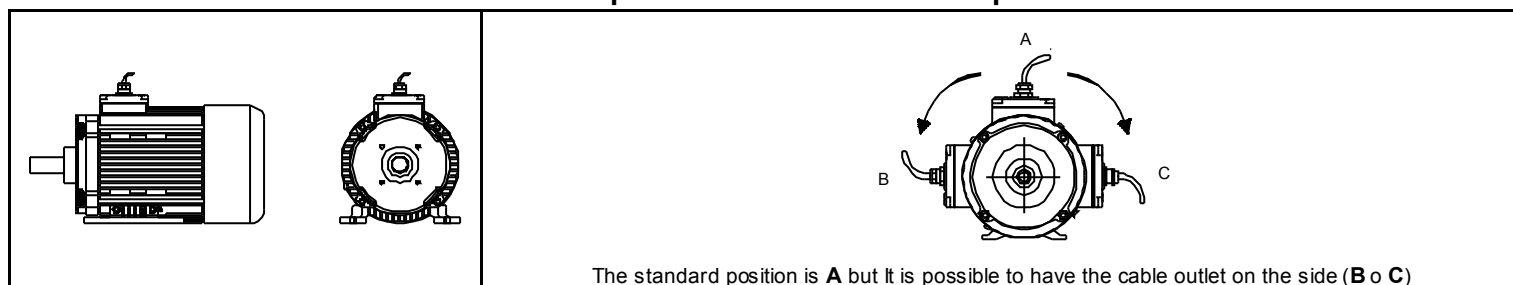 A
B
C
The standard position is A but It is possible to have the cable outlet on the side (B o C)